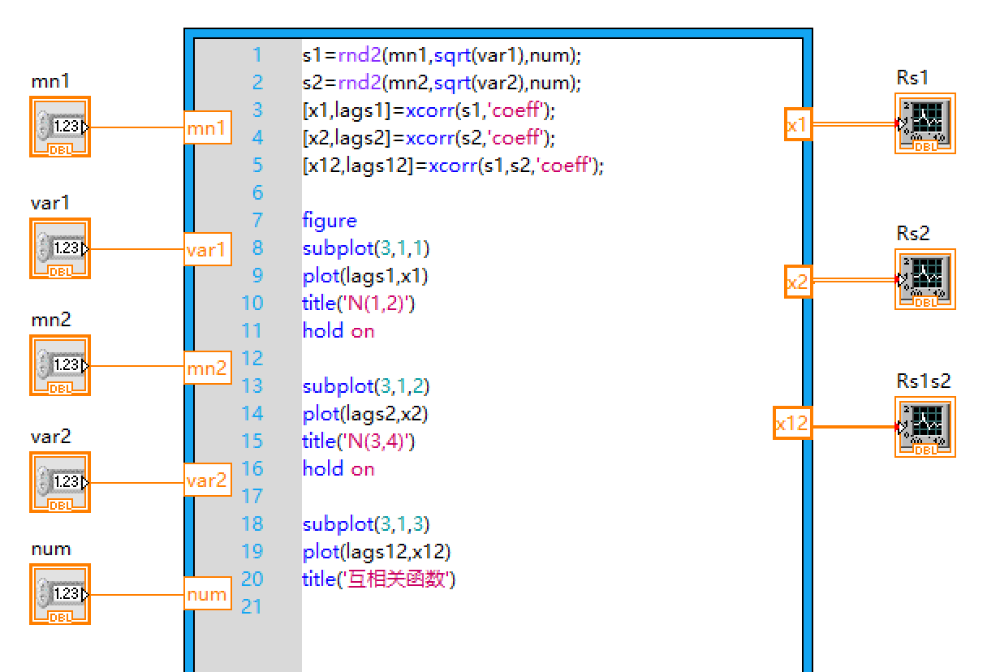 mn1
1.23
DBL
var1
1.23
DBL
mn2
1.23
DBL
var2
1.23
DBL
num
1.23
DBL
mn1
var1
mn2
var2
num
1 s1=rnd2(mn1,sqrt(var1),num);
2 s2=rnd2(mn2,sqrt(var2),num);
3 [x1,lags1]=xcorr(s1,'coeff');
4 [x2,lags2]=xcorr(s2,'coeff');
5 [x12,lags12]=xcorr(s1,s2,'coeff');
6
7 figure
8 subplot(3,1,1)
9 plot(lags1,x1)
10 title('N(1,2)')
11 hold on
12
13 subplot(3,1,2)
14 plot(lags2,x2)
15 title('N(3,4)')
16 hold on
17
18 subplot(3,1,3)
19 plot(lags12,x12)
20 title('互相关函数')
21
x1
x2
x12
Rs1
DBL
Rs2
DBL
Rs1s2
DBL